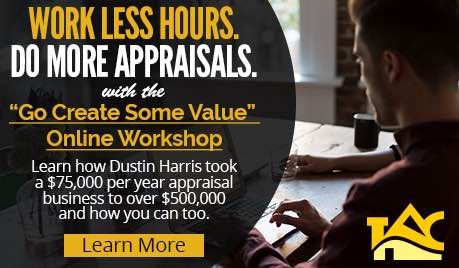 WORK LESS HOURS.
DO MORE APPRAISALS.
with the
“Go Create Some Value”
Online Workshop
Learn how Dustin Harris took
a $75,000 per year appraisal
business to over $500,000
and how you can too.
Learn More
TAC